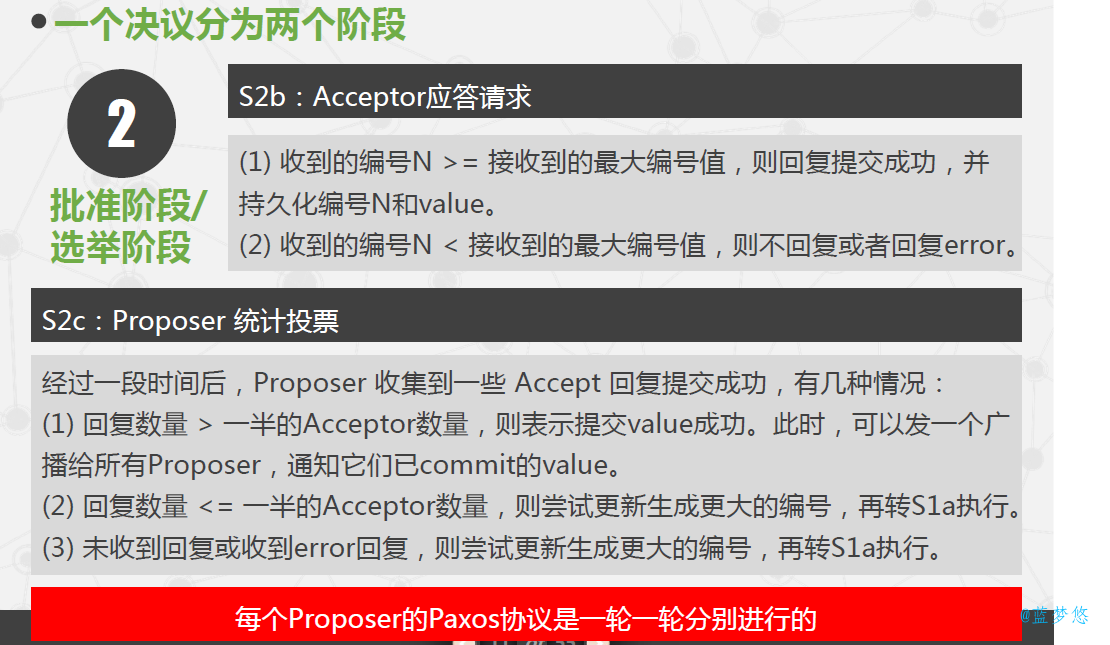 一个决议分为两个阶段
2
批准阶段/
选举阶段
S2b：Acceptor应答请求
(1) 收到的编号N >= 接收到的最大编号值，则回复提交成功，并
持久化编号N和value。
(2) 收到的编号N < 接收到的最大编号值，则不回复或者回复error。
S2c：Proposer 统计投票
经过一段时间后，Proposer 收集到一些 Accept 回复提交成功，有几种情况：
(1) 回复数量 > 一半的Acceptor数量，则表示提交value成功。此时，可以发一个广
播给所有Proposer，通知它们已commit的value。
(2) 回复数量 <= 一半的Acceptor数量，则尝试更新生成更大的编号，再转S1a执行。
(3) 未收到回复或收到error回复，则尝试更新生成更大的编号，再转S1a执行。
每个Proposer的Paxos协议是一轮一轮分别进行的
@蓝梦悠